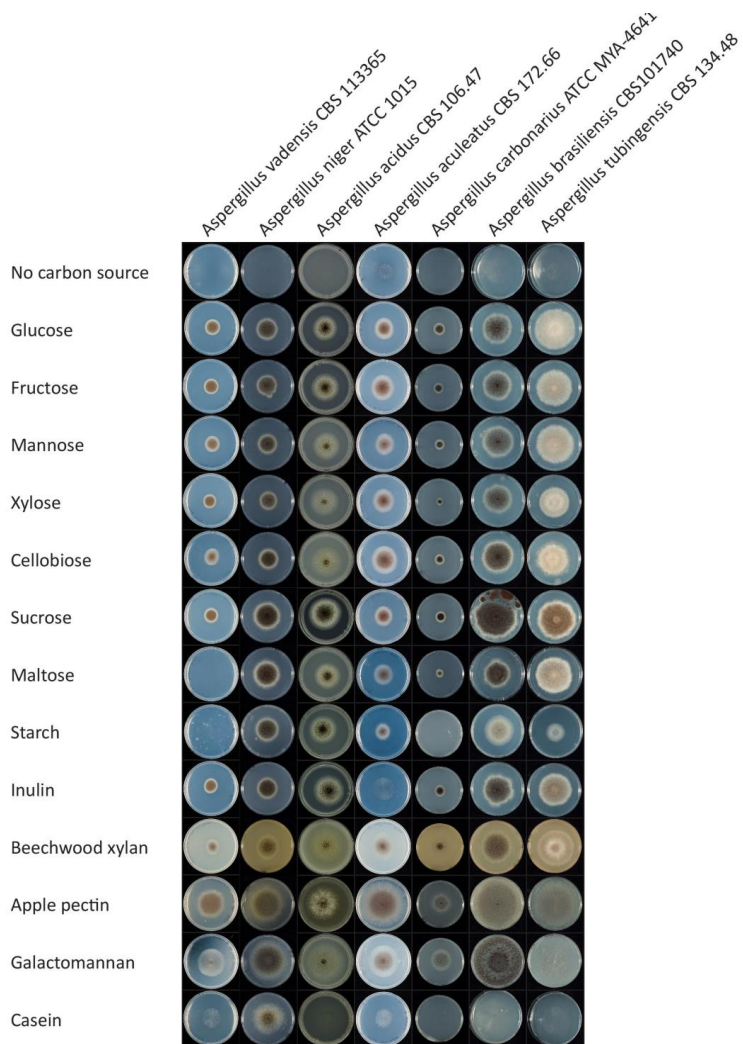 Aspergillus vadensis CBS 113365
Aspergillus niger ATCC 1015
Aspergillus acidus CBS 106.47
Aspergillus aculeatus CBS 172.66
Aspergillus carbonarius ATCC MYA-4641
Aspergillus brasiliensis CBS101740
Aspergillus tubingensis CBS 134.48
No carbon source
Glucose
Fructose
Mannose
Xylose
Cellobiose
Sucrose
Maltose
Starch
Inulin
Beechwood xylan
Apple pectin
Galactomannan
Casein